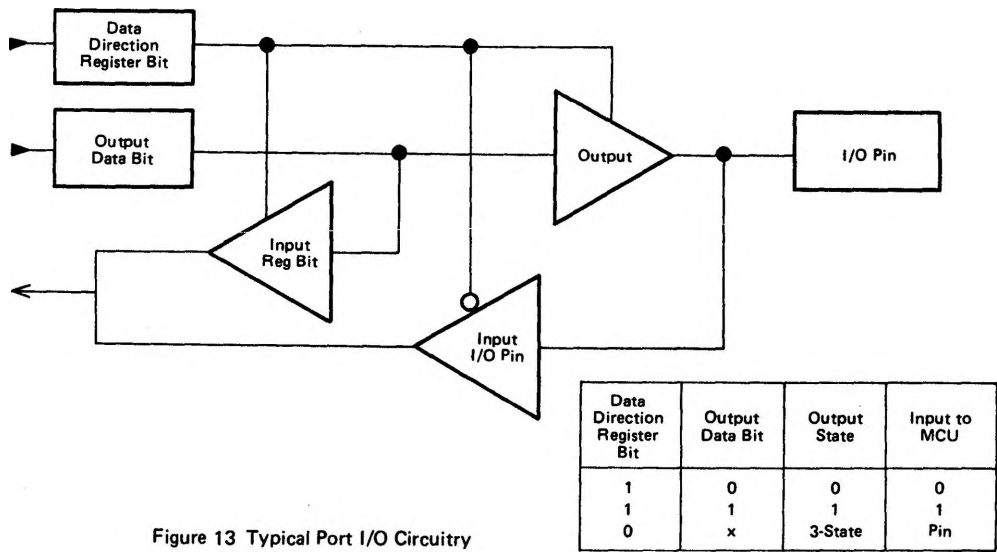 Data
Direction
Register Bit
Output
Data Bit
Output
I/O Pin
Input
Reg Bit
Input
I/O Pin
Data
Direction
Register
Bit
Output
Data Bit
Output
State
Input to
MCU
1 0 0 0
1 1 1 1
0 x 3-State Pin
Figure 13 Typical Port I/O Circuitry